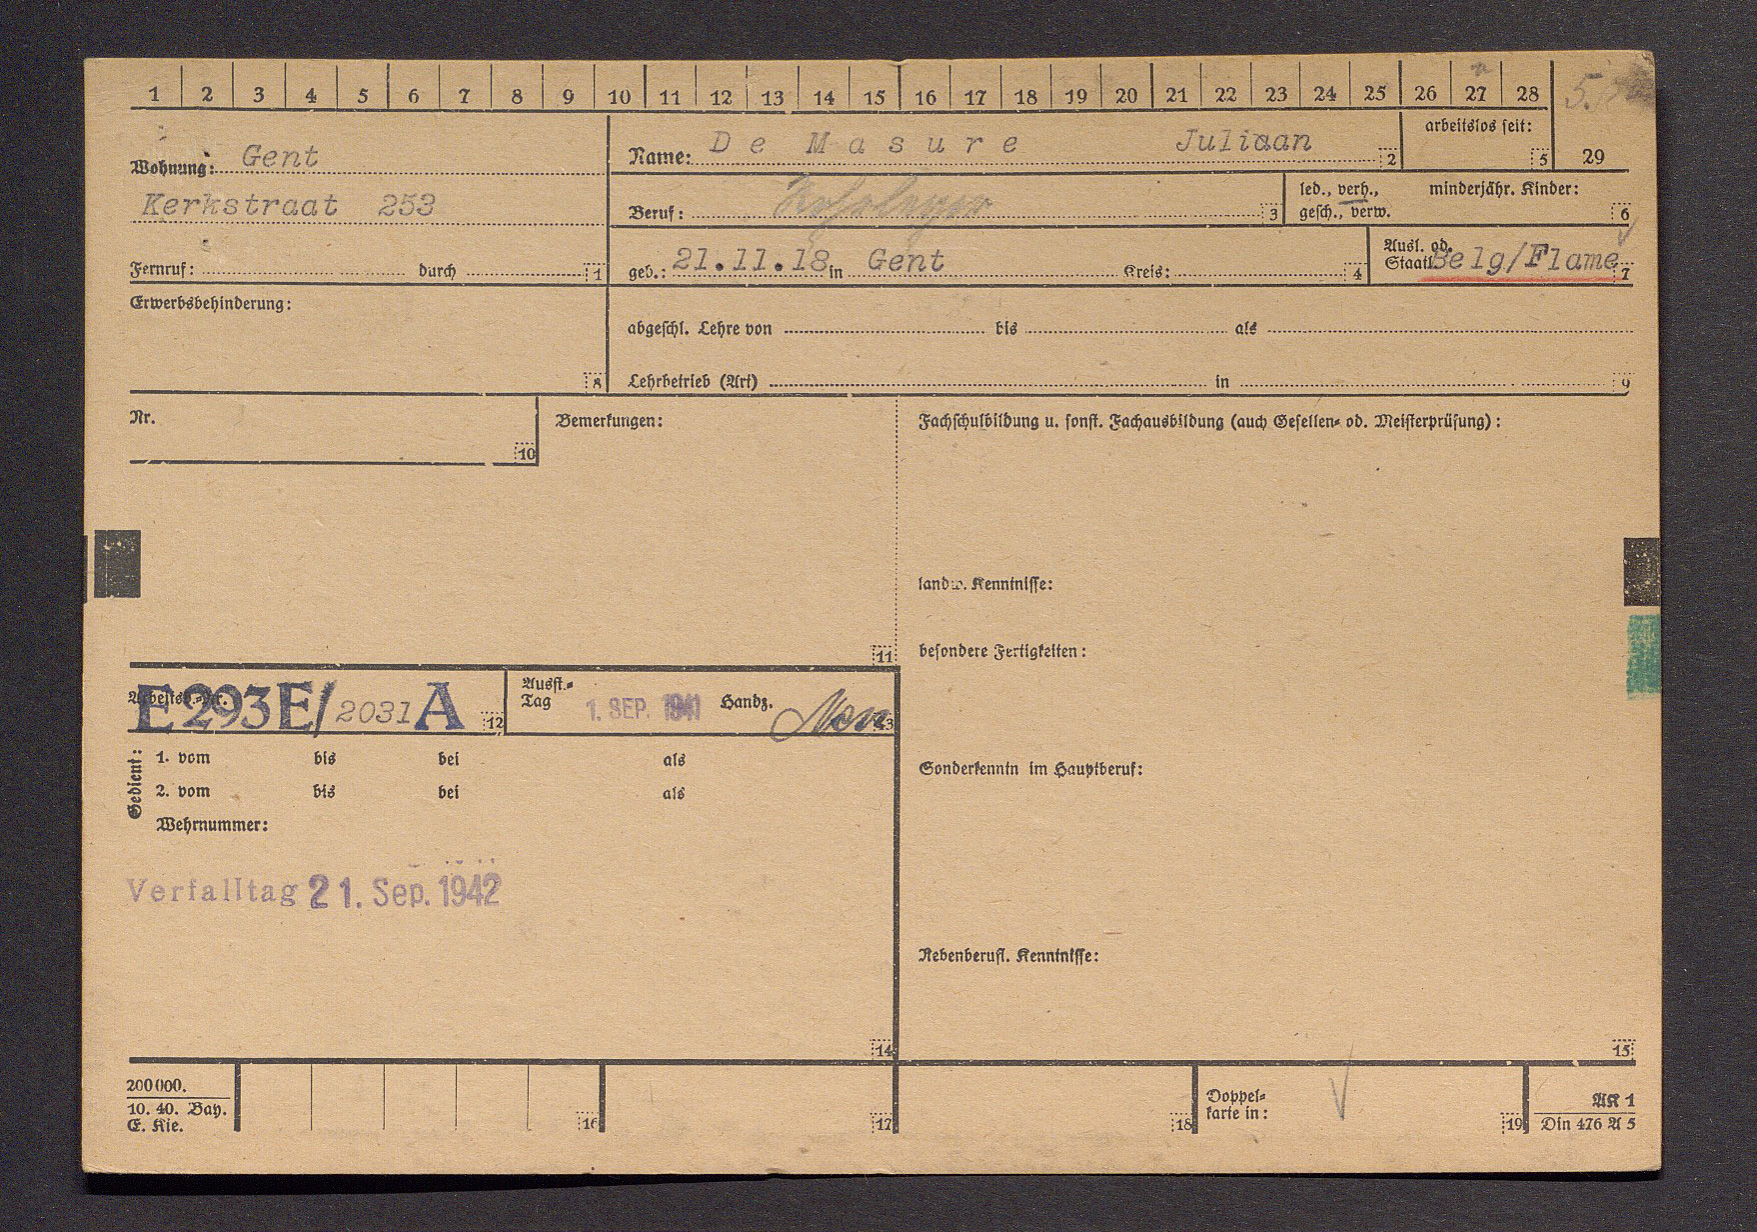 1 2 3 4 5 6 7 8 9 10 11 12 13 14 15 16 17 18 19 20 21 22 23 24 25 26 27 28
Wohnung: Gent
Kerkstraat 253
Fernruf: durch 1
Name: De Masure Juliaan 2
arbeitslos seit: 5
29
Beruf: 3
led., verh., gesch., verw.
minderjähr. Kinder: 6
geb.: 21.11.18 in Gent Kreis: 4
Ausl. od. Staatl. Belg/Flame 7
Erwerbsbehinderung: 8
abgeschl. Lehre von bis als
Lehrbetrieb (Art) in 9
Nr. 10
Bemerkungen: 11
Fachschulbildung u. sonst. Fachausbildung (auch Gesellen- od. Meisterprüfung):
landw. Kenntnisse:
besondere Fertigkeiten:
Arbeitsb.-Nr. E293E/2031A 12
Ausst.-Tag 1. SEP. 1941 Handz.
Gedient:
1. vom bis bei als
2. vom bis bei als
Wehrnummer:
Verfalltag 21. Sep. 1942
14
Sonderkenntn im Hauptberuf:
Nebenberufl. Kenntnisse:
15
200000.
10. 40. Bay.
E. Kie.
16
17
18
Doppel-
karte in: 19
AK 1
Din 476 A 5